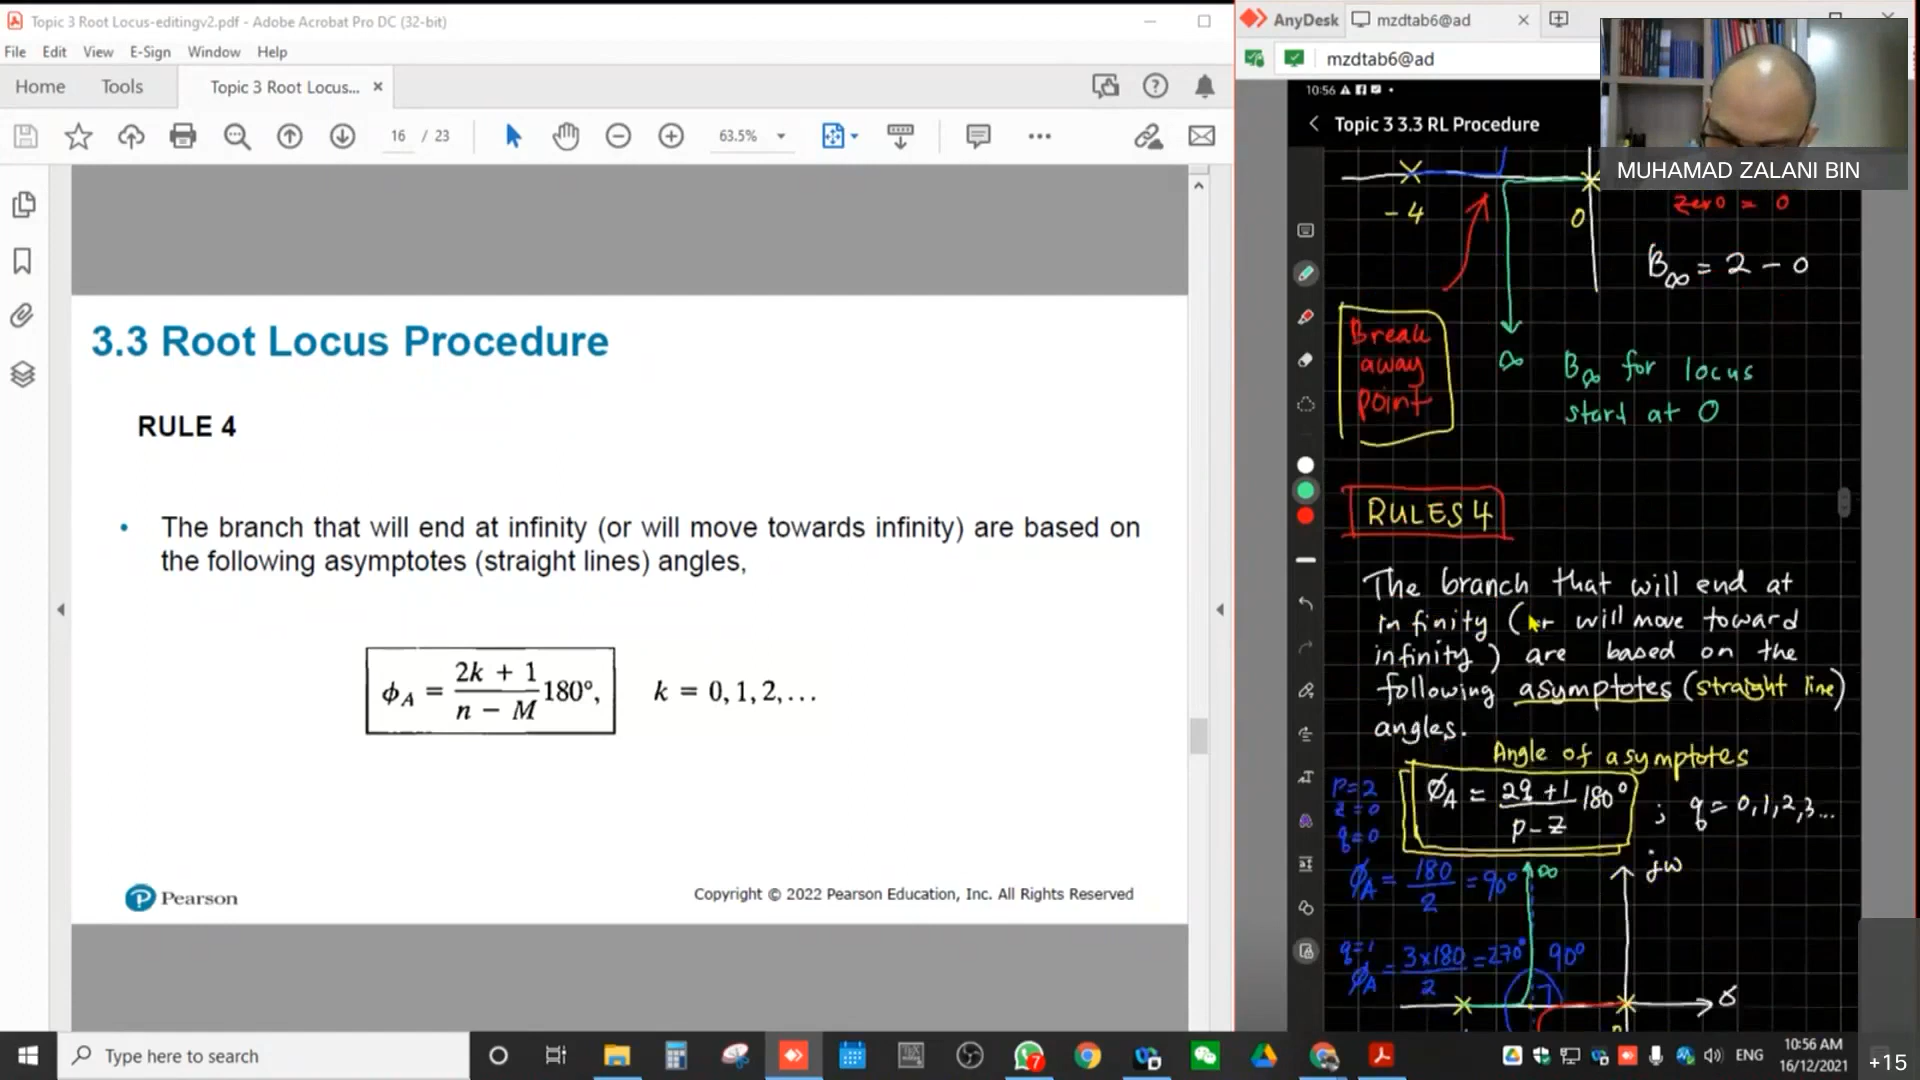 Topic 3 Root Locus-editingv2.pdf - Adobe Acrobat Pro DC (32-bit)
File Edit View E-Sign Window Help
Home Tools Topic 3 Root Locus... ×
16 / 23 63.5%
3.3 Root Locus Procedure
RULE 4
• The branch that will end at infinity (or will move towards infinity) are based on
the following asymptotes (straight lines) angles,
ϕA = (2k + 1)/(n − M) 180°, k = 0, 1, 2, . . .
Pearson
Copyright © 2022 Pearson Education, Inc. All Rights Reserved
AnyDesk mzdtab6@ad
mzdtab6@ad
10:56
Topic 3 3.3 RL Procedure
MUHAMAD ZALANI BIN
-4 0
zero = 0
B∞ = 2 - 0
Break
away
point
∞ B∞ for locus
start at 0
RULES 4
The branch that will end at
infinity (or will move toward
infinity) are based on the
following asymptotes (straight line)
angles.
Angle of asymptotes
p=2
z=0
q=0
ϕA = (2q+1)/(p-z) 180° ; q = 0,1,2,3...
ϕA = 180/2 = 90° ∞ jω
q=1
ϕA = 3x180/2 = 270° 90°
σ
Type here to search
7
ENG
10:56 AM
16/12/2021
+15